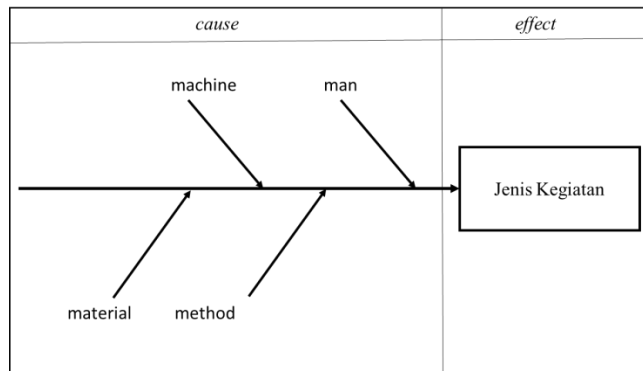 cause
effect
machine
man
Jenis Kegiatan
material
method